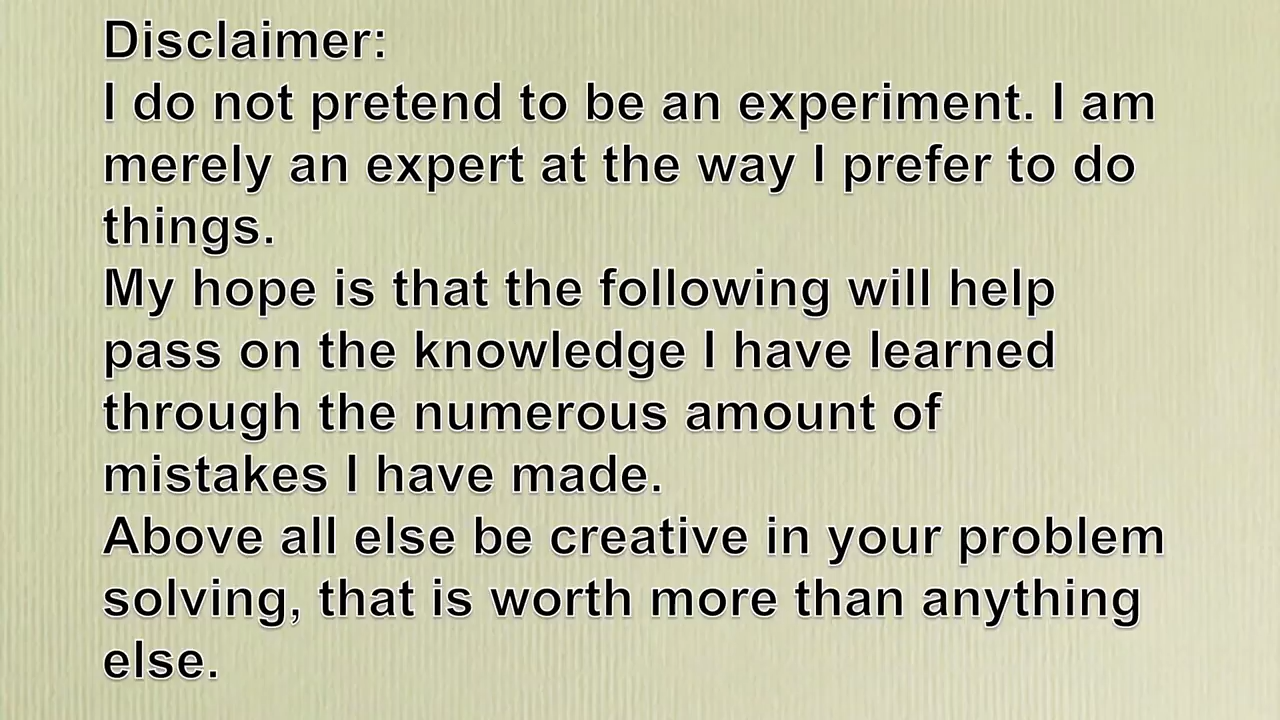 Disclaimer:
I do not pretend to be an experiment. I am
merely an expert at the way I prefer to do
things.
My hope is that the following will help
pass on the knowledge I have learned
through the numerous amount of
mistakes I have made.
Above all else be creative in your problem
solving, that is worth more than anything
else.